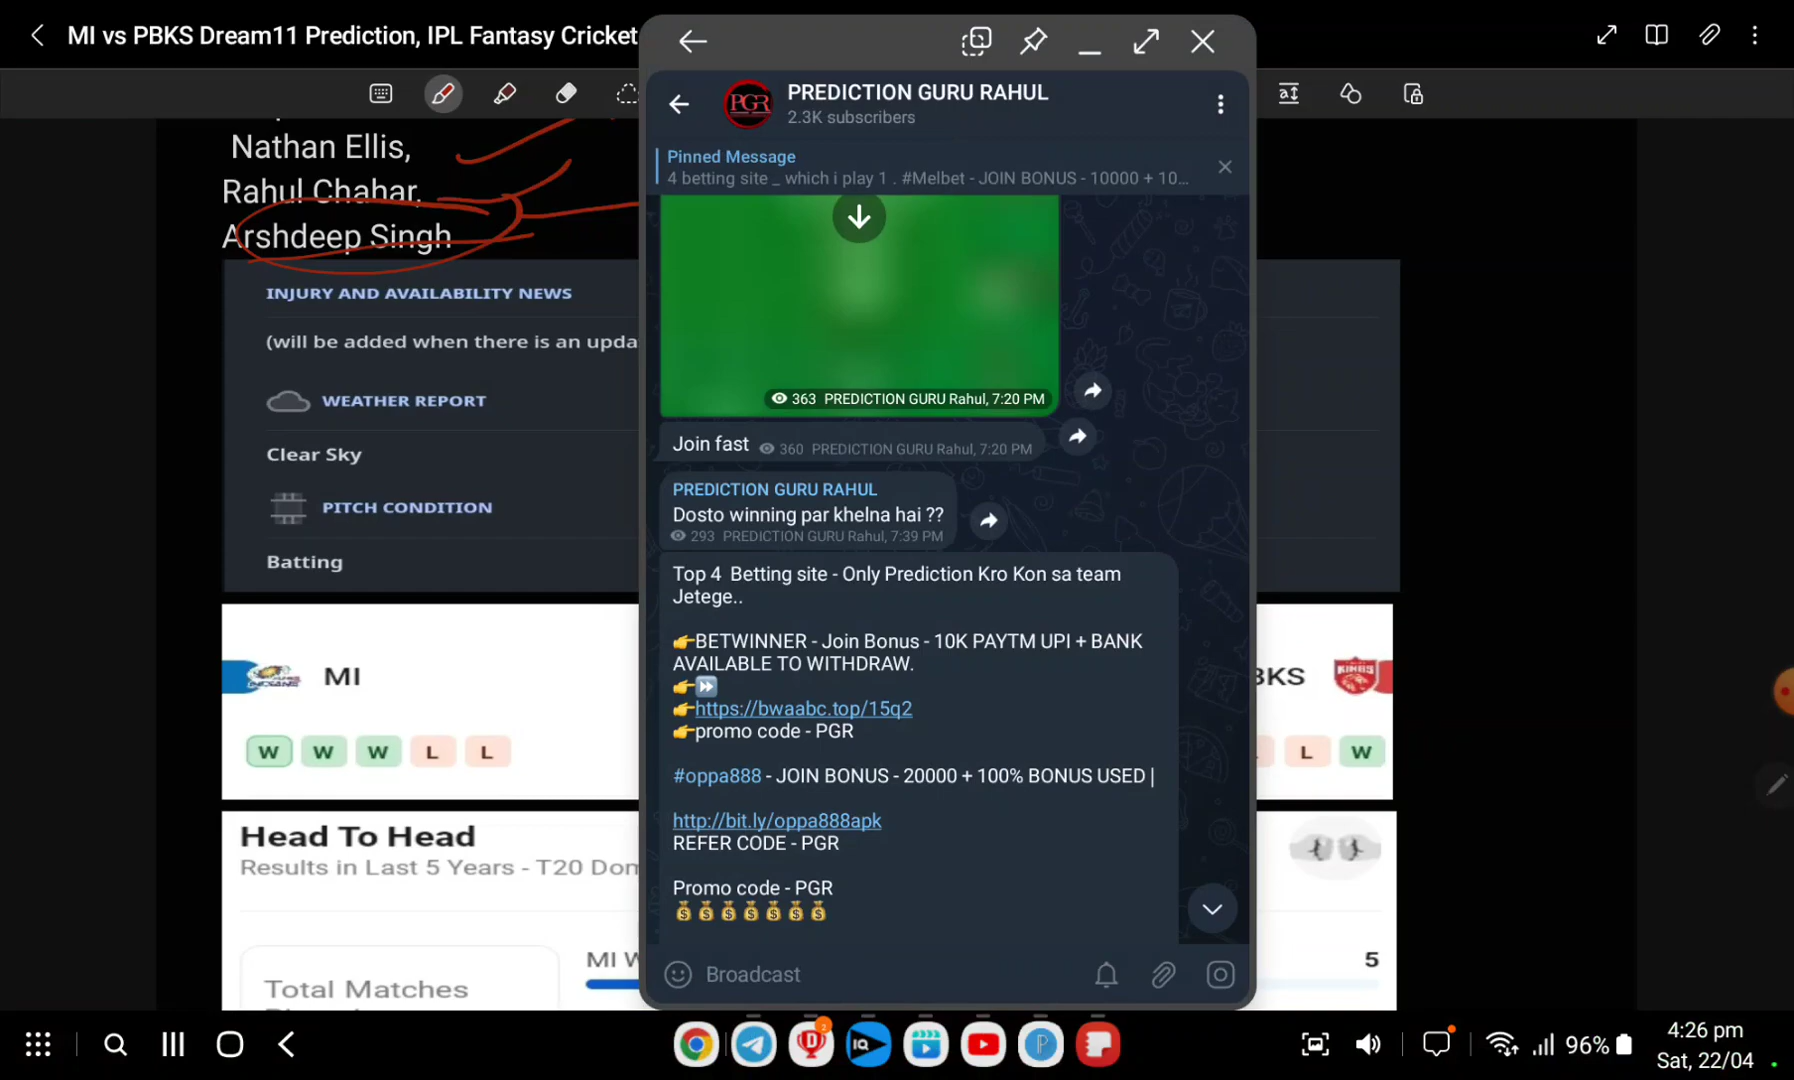 MI vs PBKS Dream11 Prediction, IPL Fantasy Cricket
Nathan Ellis,
Rahul Chahar,
Arshdeep Singh
INJURY AND AVAILABILITY NEWS
(will be added when there is an upda
WEATHER REPORT
Clear Sky
PITCH CONDITION
Batting
MI
W W W L L
Head To Head
Results in Last 5 Years - T20 Dom
Total Matches
MI W
PGR
PREDICTION GURU RAHUL
2.3K subscribers
Pinned Message
4 betting site _ which i play 1 . #Melbet - JOIN BONUS - 10000 + 10...
363 PREDICTION GURU Rahul, 7:20 PM
Join fast 360 PREDICTION GURU Rahul, 7:20 PM
PREDICTION GURU RAHUL
Dosto winning par khelna hai ??
293 PREDICTION GURU Rahul, 7:39 PM
Top 4 Betting site - Only Prediction Kro Kon sa team
Jetege..
👉BETWINNER - Join Bonus - 10K PAYTM UPI + BANK
AVAILABLE TO WITHDRAW.
👉⏩
👉https://bwaabc.top/15q2
👉promo code - PGR
#oppa888 - JOIN BONUS - 20000 + 100% BONUS USED |
http://bit.ly/oppa888apk
REFER CODE - PGR
Promo code - PGR
💰💰💰💰💰💰💰
Broadcast
BKS
KINGS
L W
5
IQ
2
96%
4:26 pm
Sat, 22/04